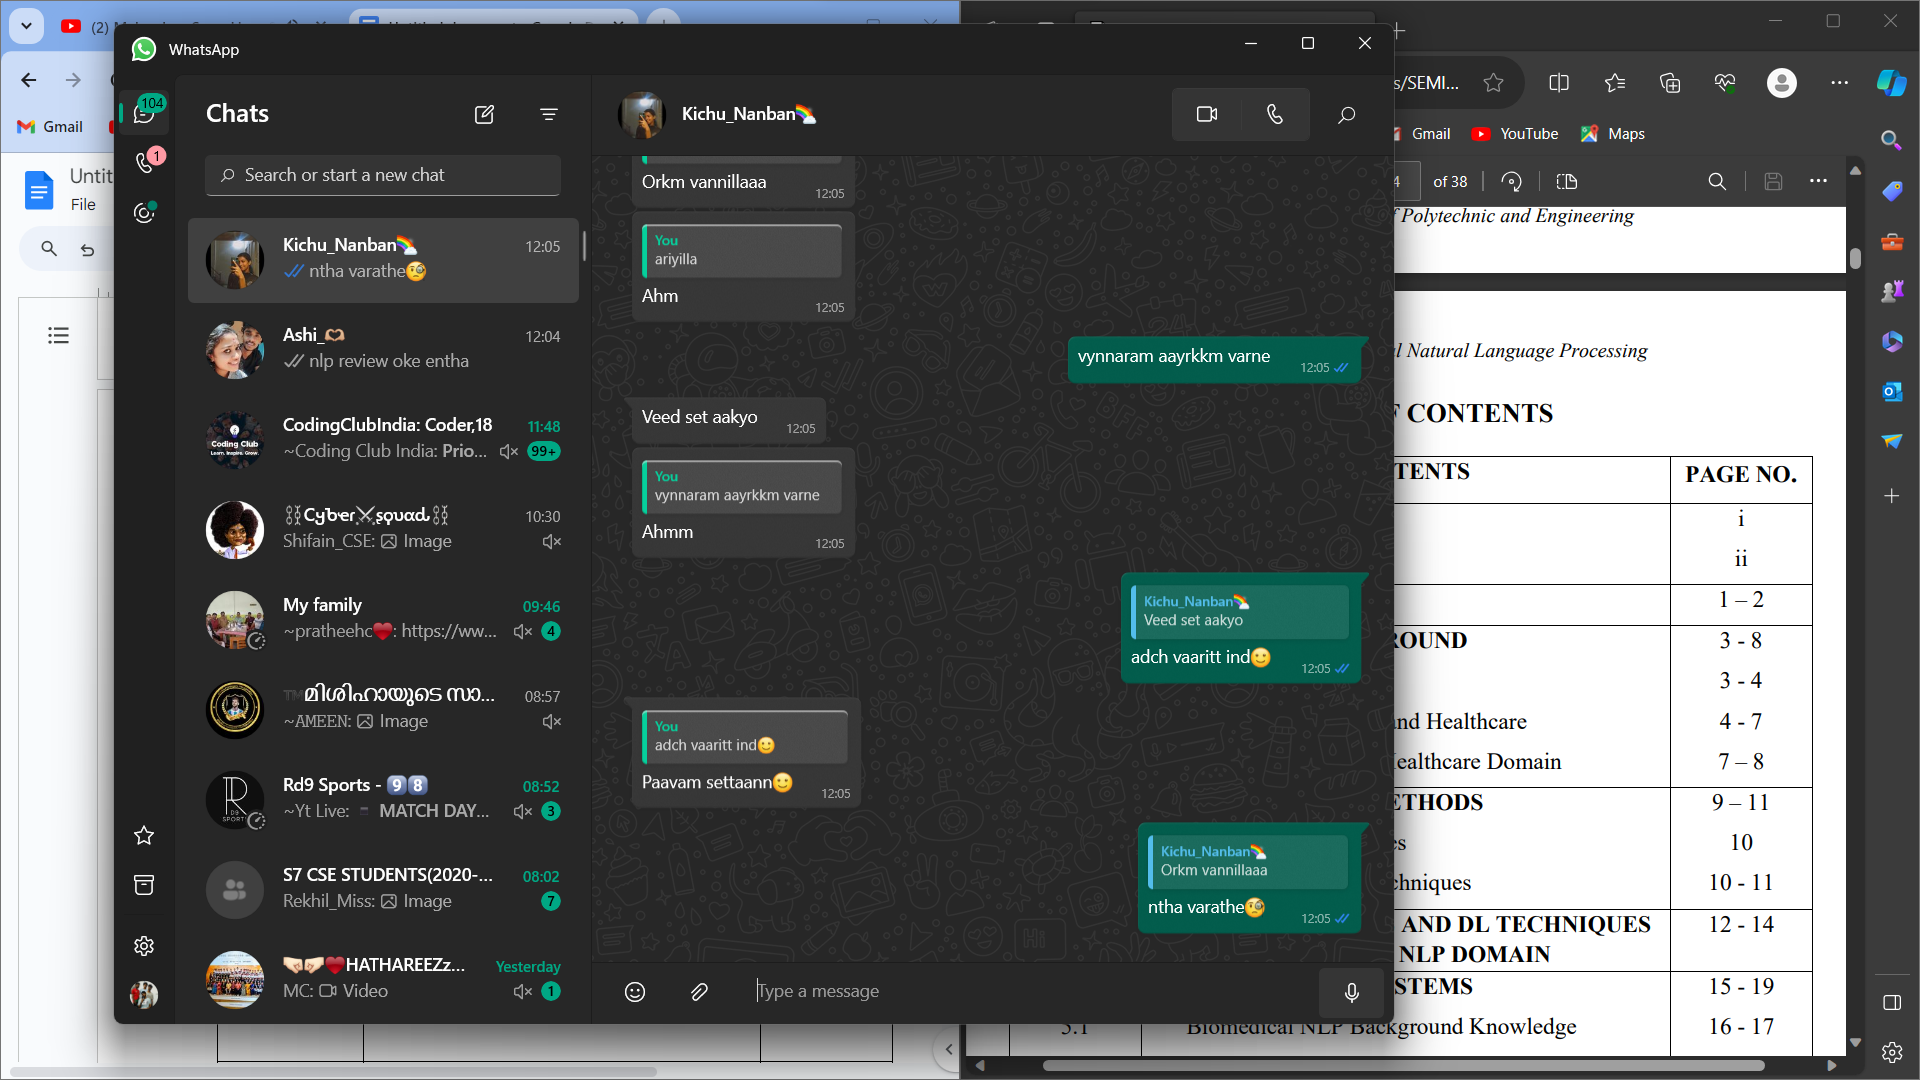 (2)
WhatsApp
104
1
Chats
Search or start a new chat
Kichu_Nanban🌈
12:05
ntha varathe🧐
Ashi_🫶🏽
12:04
nlp review oke entha
CodingClubIndia: Coder,18
11:48
~Coding Club India: Prio...
99+
Coding Club
Learn. Inspire. Grow.
10:30
Shifain_CSE: Image
My family
09:46
~pratheehc❤️: https://ww...
4
™️മിശിഹായുടെ സാ...
08:57
~AMEEN: Image
Rd9 Sports - 9️⃣8️⃣
08:52
~Yt Live: ▪️ MATCH DAY...
3
S7 CSE STUDENTS(2020-...
08:02
Rekhil_Miss: Image
7
🤛🏻🤜🏻❤️HATHAREEZz...
Yesterday
MC: Video
1
Kichu_Nanban🌈
Orkm vannillaaa
12:05
You
ariyilla
Ahm
12:05
vynnaram aayrkkm varne
12:05
Veed set aakyo
12:05
You
vynnaram aayrkkm varne
Ahmm
12:05
Kichu_Nanban🌈
Veed set aakyo
adch vaaritt ind🙂
12:05
You
adch vaaritt ind🙂
Paavam settaann🙂
12:05
Kichu_Nanban🌈
Orkm vannillaaa
ntha varathe🧐
12:05
Type a message
Gmail
Untit
File
s/SEMI...
Gmail
YouTube
Maps
4
of 38
f Polytechnic and Engineering
l Natural Language Processing
F CONTENTS
TENTS
PAGE NO.
i
ii
1 – 2
ROUND
3 - 8
3 - 4
nd Healthcare
4 - 7
ealthcare Domain
7 – 8
ETHODS
9 – 11
cs
10
chniques
10 - 11
AND DL TECHNIQUES
12 - 14
NLP DOMAIN
STEMS
15 - 19
5.1
Biomedical NLP Background Knowledge
16 - 17